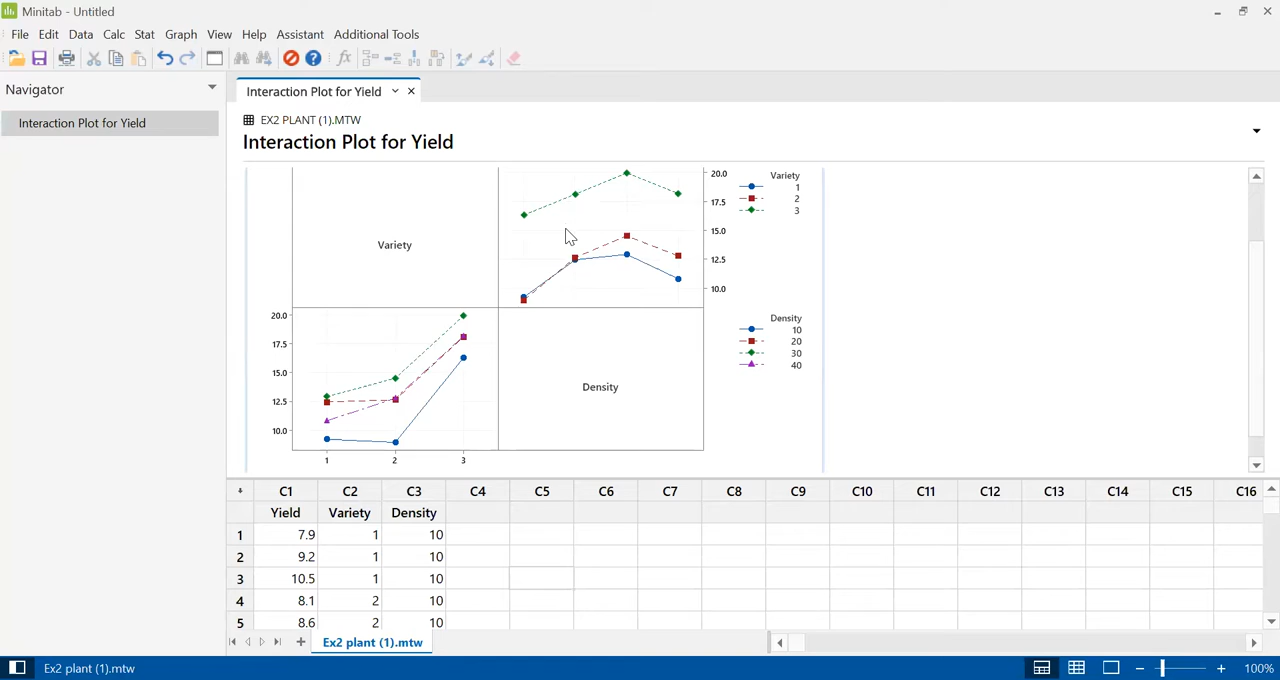 Minitab - Untitled
File Edit Data Calc Stat Graph View Help Assistant Additional Tools
Navigator
Interaction Plot for Yield
Interaction Plot for Yield
EX2 PLANT (1).MTW
Interaction Plot for Yield
Variety
20.0
17.5
15.0
12.5
10.0
Variety
1
2
3
20.0
17.5
15.0
12.5
10.0
1 2 3
Density
Density
10
20
30
40
C1 C2 C3 C4 C5 C6 C7 C8 C9 C10 C11 C12 C13 C14 C15 C16
Yield Variety Density
1 7.9 1 10
2 9.2 1 10
3 10.5 1 10
4 8.1 2 10
5 8.6 2 10
Ex2 plant (1).mtw
Ex2 plant (1).mtw
100%